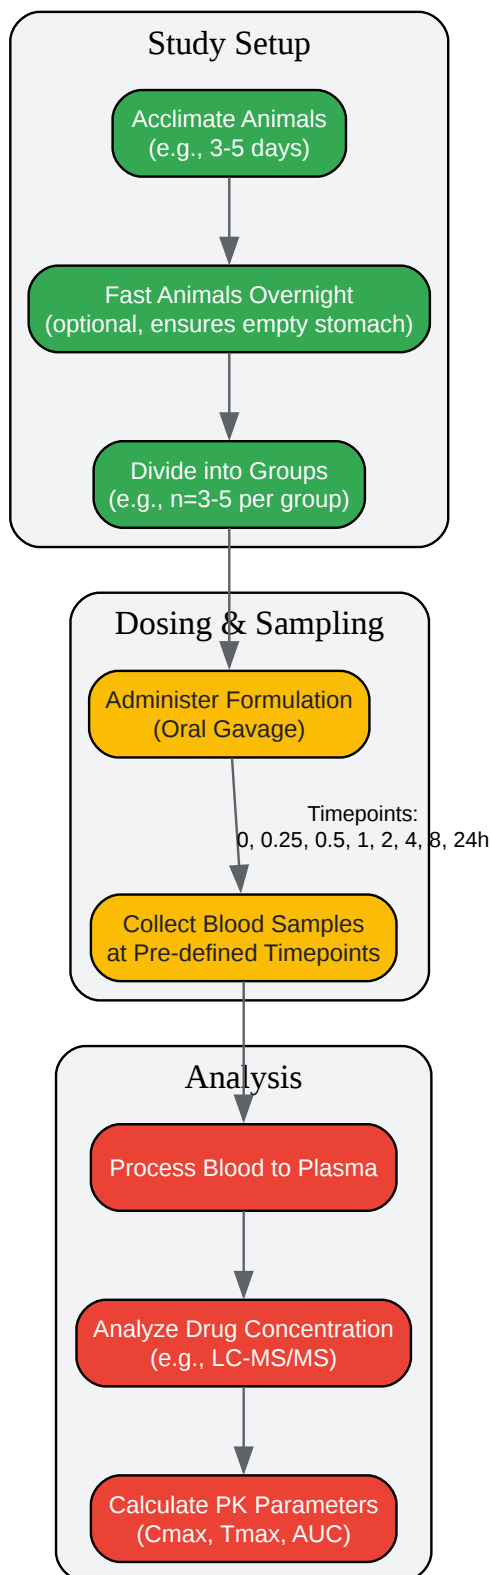 Study Setup
Acclimate Animals
(e.g., 3-5 days)
Fast Animals Overnight
(optional, ensures empty stomach)
Divide into Groups
(e.g., n=3-5 per group)
Dosing & Sampling
Administer Formulation
(Oral Gavage)
Timepoints:
0, 0.25, 0.5, 1, 2, 4, 8, 24h
Collect Blood Samples
at Pre-defined Timepoints
Analysis
Process Blood to Plasma
Analyze Drug Concentration
(e.g., LC-MS/MS)
Calculate PK Parameters
(Cmax, Tmax, AUC)